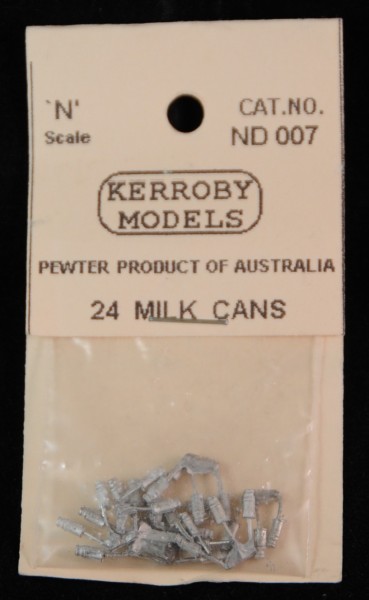 `N'
Scale
CAT.NO.
ND 007
KERROBY
MODELS
PEWTER PRODUCT OF AUSTRALIA
24 MILK CANS